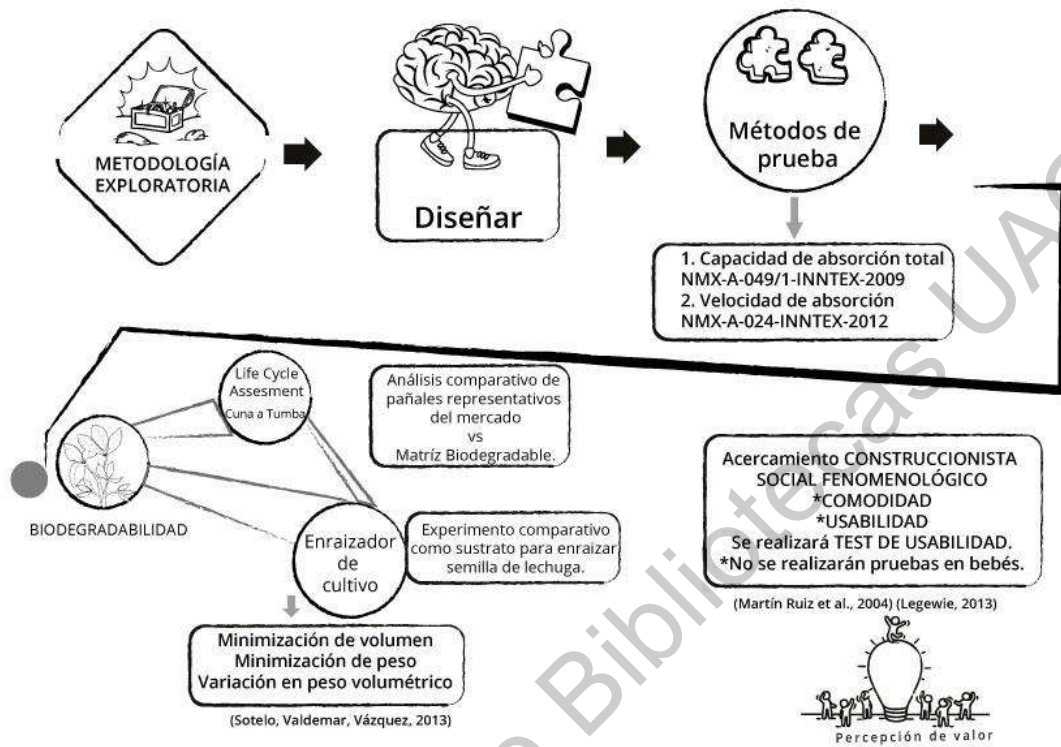 METODOLOGÍA
EXPLORATORIA
Diseñar
Métodos de
prueba
1. Capacidad de absorción total
NMX-A-049/1-INNTEX-2009
2. Velocidad de absorción
NMX-A-024-INNTEX-2012
Life Cycle
Assesment
Cuna a Tumba
Análisis comparativo de
pañales representativos
del mercado
vs
Matríz Biodegradable.
BIODEGRADABILIDAD
Enraizador
de
cultivo
Experimento comparativo
como sustrato para enraizar
semilla de lechuga.
Minimización de volumen
Minimización de peso
Variación en peso volumétrico
(Sotelo, Valdemar, Vázquez, 2013)
Acercamiento CONSTRUCCIONISTA
SOCIAL FENOMENOLÓGICO
*COMODIDAD
*USABILIDAD
Se realizará TEST DE USABILIDAD.
*No se realizarán pruebas en bebés.
(Martín Ruiz et al., 2004) (Legewie, 2013)
Percepción de valor
Bibliotecas